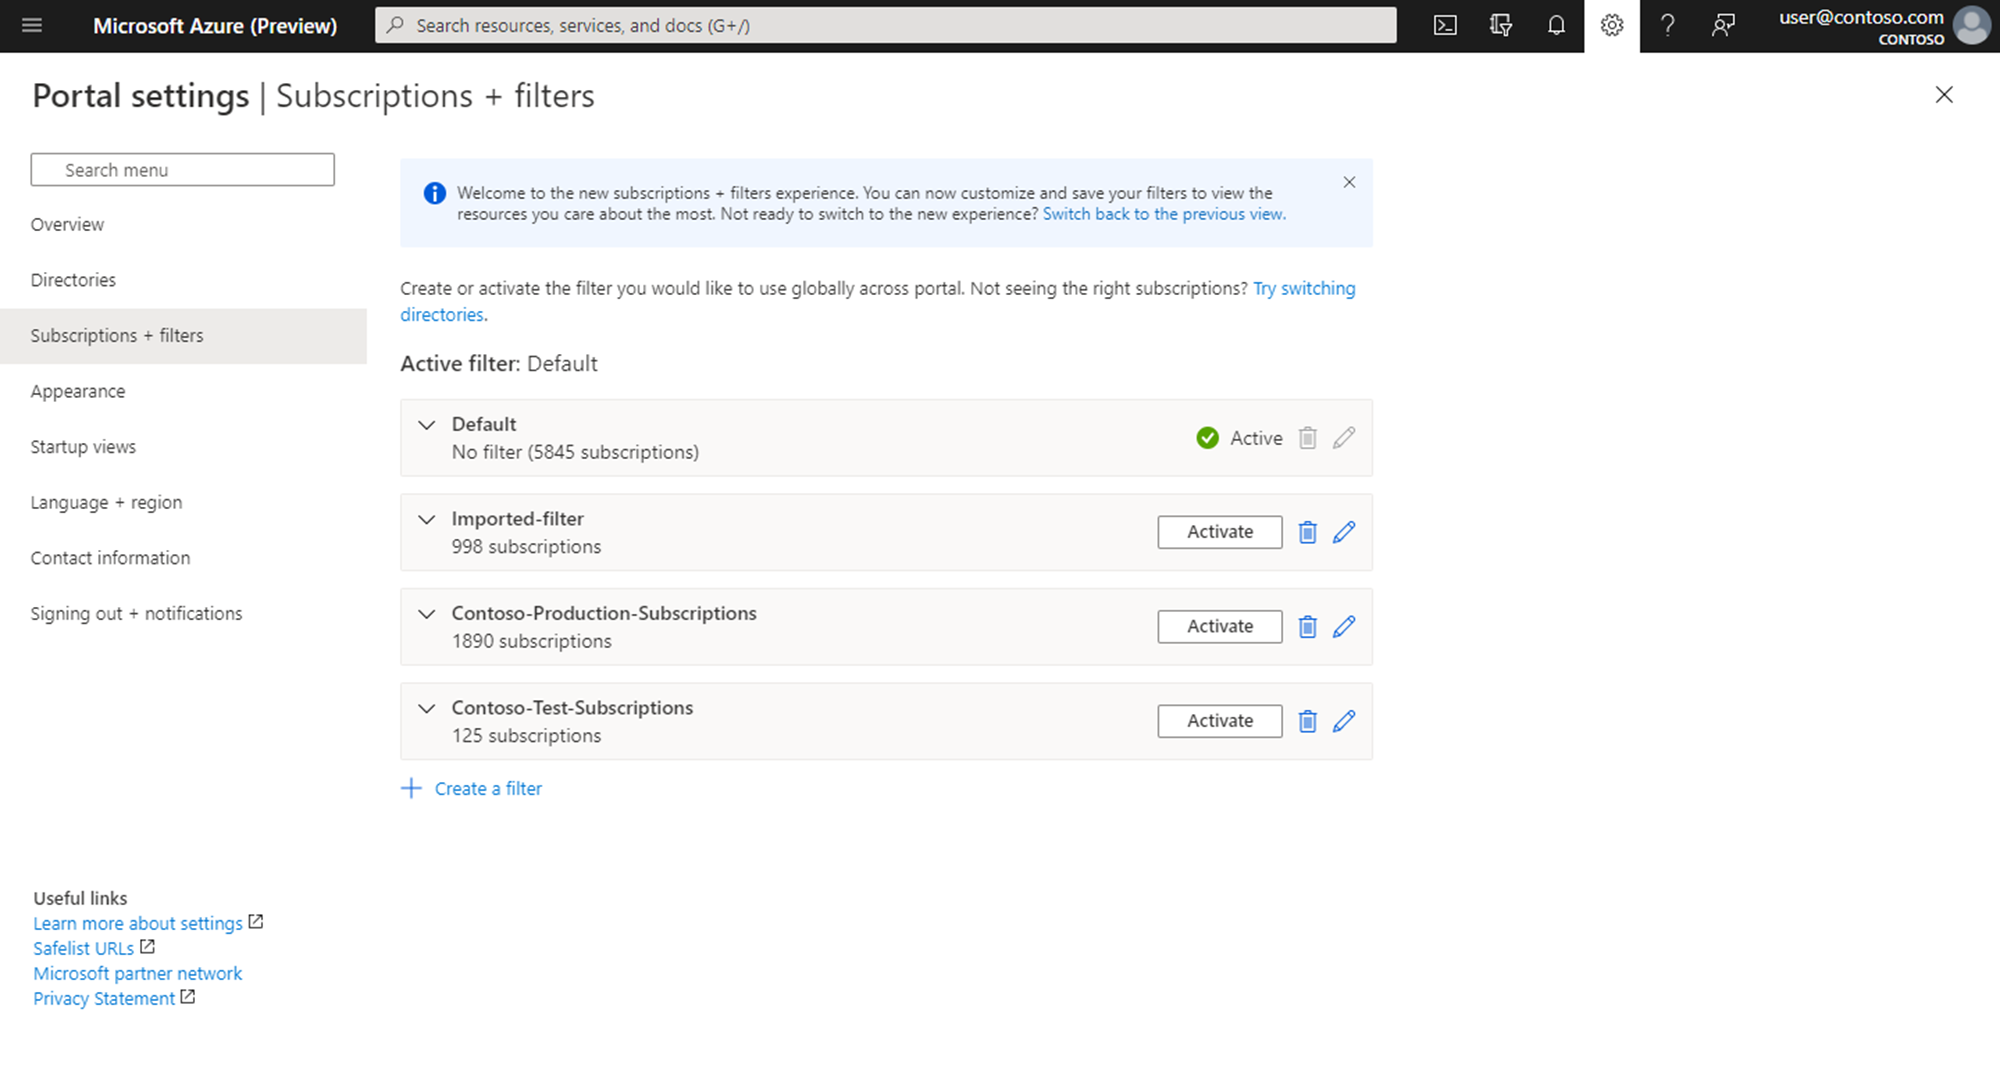 Microsoft Azure (Preview)
Search resources, services, and docs (G+/)
user@contoso.com
CONTOSO
Portal settings | Subscriptions + filters
Search menu
Overview
Directories
Subscriptions + filters
Appearance
Startup views
Language + region
Contact information
Signing out + notifications
Useful links
Learn more about settings
Safelist URLs
Microsoft partner network
Privacy Statement
Welcome to the new subscriptions + filters experience. You can now customize and save your filters to view the
resources you care about the most. Not ready to switch to the new experience? Switch back to the previous view.
Create or activate the filter you would like to use globally across portal. Not seeing the right subscriptions? Try switching
directories.
Active filter: Default
Default
No filter (5845 subscriptions)
Active
Imported-filter
998 subscriptions
Activate
Contoso-Production-Subscriptions
1890 subscriptions
Activate
Contoso-Test-Subscriptions
125 subscriptions
Activate
Create a filter